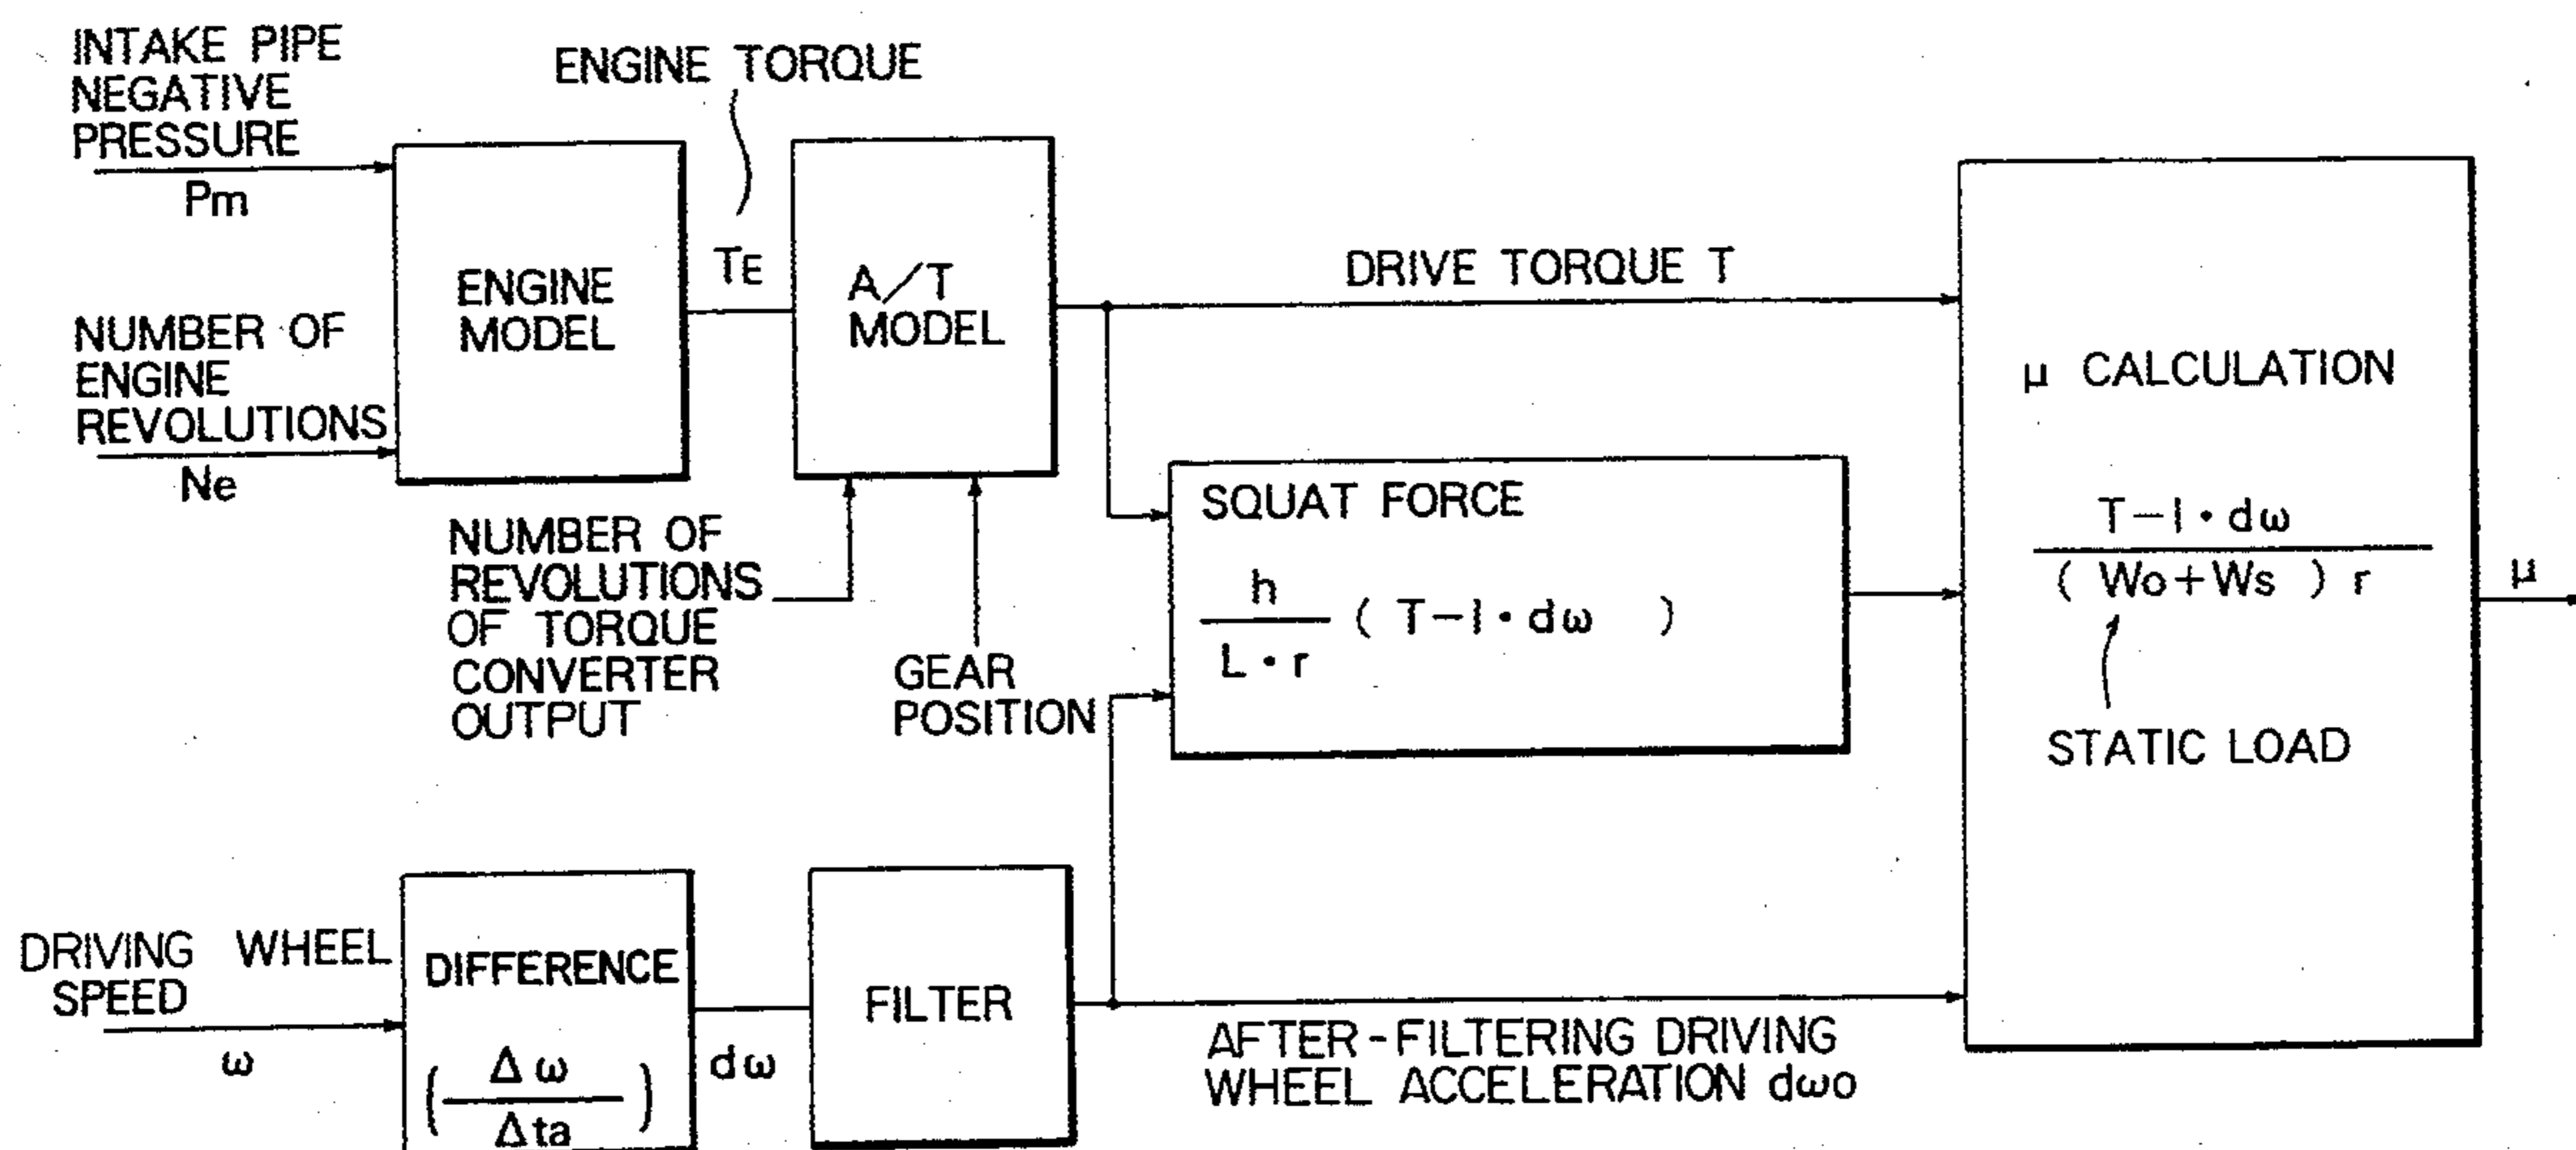 INTAKE PIPE
NEGATIVE
PRESSURE
Pm
NUMBER OF
ENGINE
REVOLUTIONS
Ne
ENGINE
MODEL
ENGINE TORQUE
TE
A/T
MODEL
NUMBER OF
REVOLUTIONS
OF TORQUE
CONVERTER
OUTPUT
GEAR
POSITION
DRIVE TORQUE T
SQUAT FORCE
h
L・r
( T-I・dω )
μ CALCULATION
T-I・dω
( Wo+Ws ) r
STATIC LOAD
μ
DRIVING WHEEL
SPEED
ω
DIFFERENCE
( Δω
Δta )
dω
FILTER
AFTER-FILTERING DRIVING
WHEEL ACCELERATION dωo